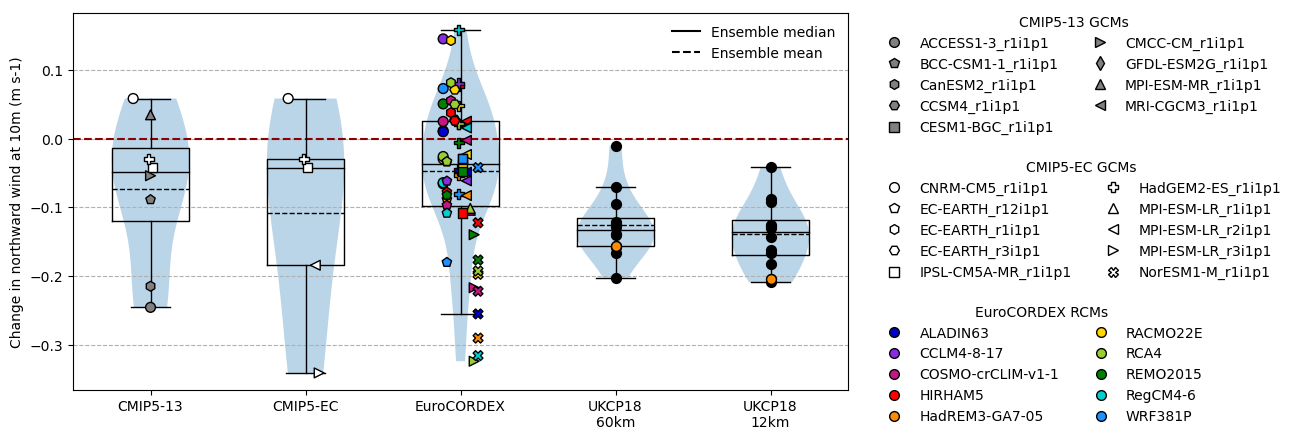 Change in northward wind at 10m (m s-1)
0.1
0.0
−0.1
−0.2
−0.3
CMIP5-13
CMIP5-EC
EuroCORDEX
UKCP18
60km
UKCP18
12km
Ensemble median
Ensemble mean
CMIP5-13 GCMs
ACCESS1-3_r1i1p1
BCC-CSM1-1_r1i1p1
CanESM2_r1i1p1
CCSM4_r1i1p1
CESM1-BGC_r1i1p1
CMCC-CM_r1i1p1
GFDL-ESM2G_r1i1p1
MPI-ESM-MR_r1i1p1
MRI-CGCM3_r1i1p1
CMIP5-EC GCMs
CNRM-CM5_r1i1p1
EC-EARTH_r12i1p1
EC-EARTH_r1i1p1
EC-EARTH_r3i1p1
IPSL-CM5A-MR_r1i1p1
HadGEM2-ES_r1i1p1
MPI-ESM-LR_r1i1p1
MPI-ESM-LR_r2i1p1
MPI-ESM-LR_r3i1p1
NorESM1-M_r1i1p1
EuroCORDEX RCMs
ALADIN63
CCLM4-8-17
COSMO-crCLIM-v1-1
HIRHAM5
HadREM3-GA7-05
RACMO22E
RCA4
REMO2015
RegCM4-6
WRF381P